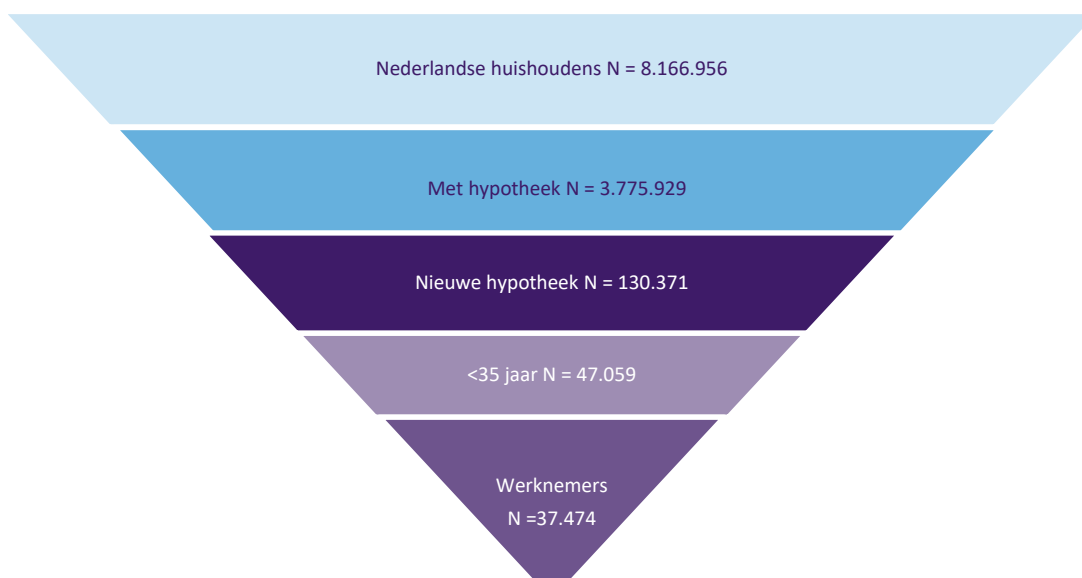 Nederlandse huishoudens N = 8.166.956
Met hypotheek N = 3.775.929
Nieuwe hypotheek N = 130.371
<35 jaar N = 47.059
Werknemers
N =37.474